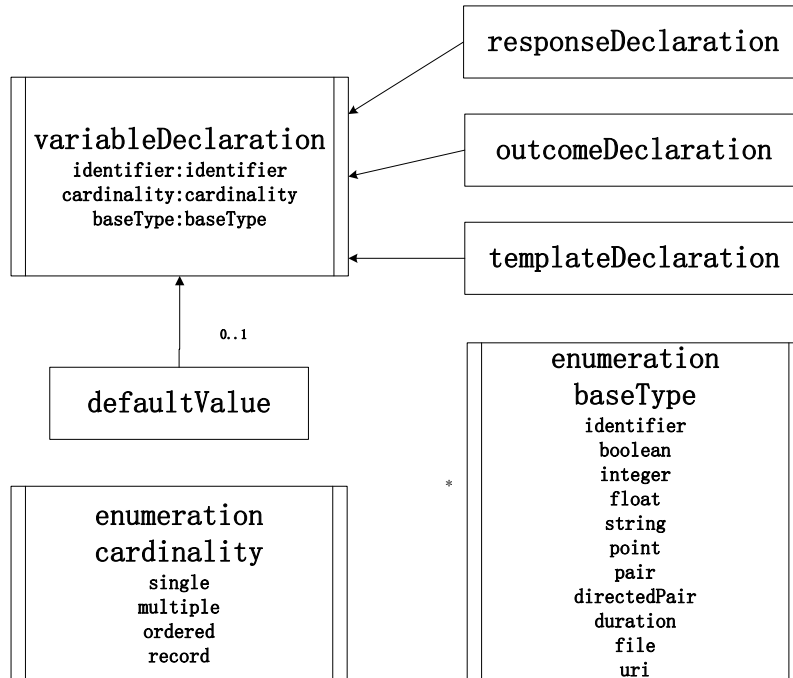 responseDeclaration
variableDeclaration
identifier:identifier
cardinality:cardinality
baseType:baseType
outcomeDeclaration
templateDeclaration
0..1
defaultValue
enumeration
baseType
identifier
boolean
integer
float
string
point
pair
directedPair
duration
file
uri
*
enumeration
cardinality
single
multiple
ordered
record